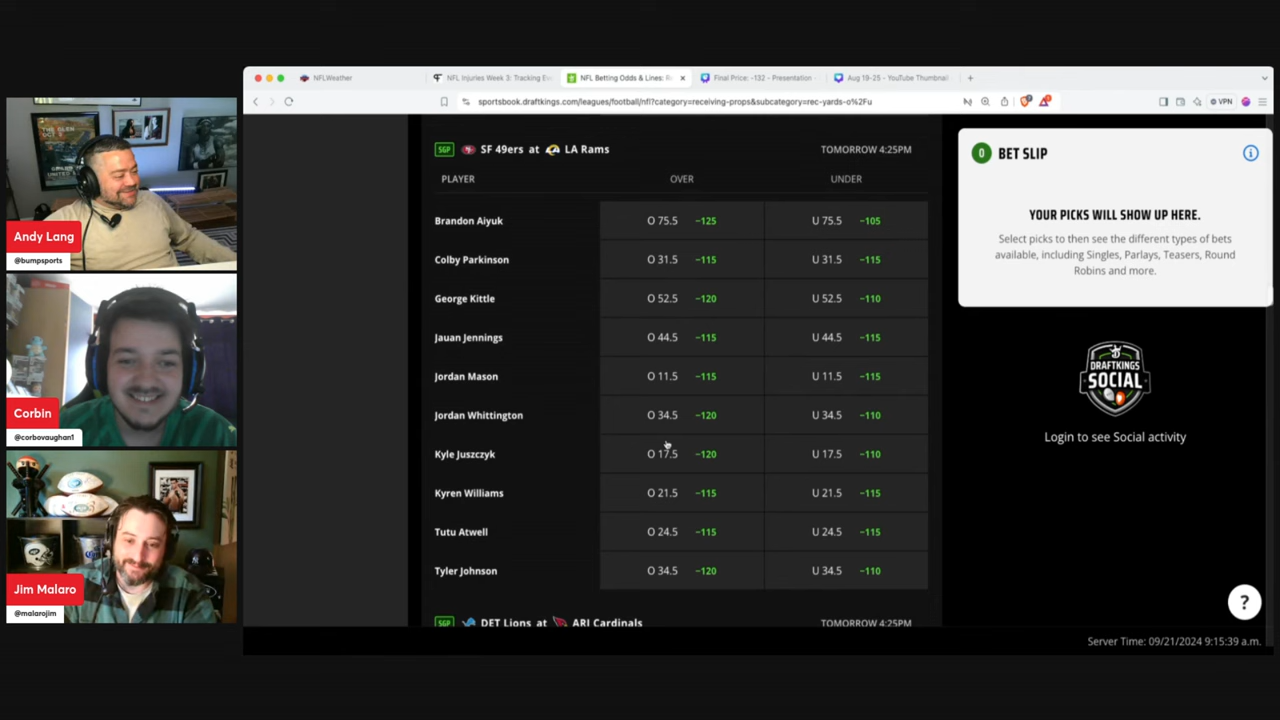 NFLWeather
NFL Injuries Week 3: Tracking Ev
NFL Betting Odds & Lines: R
Final Price: -132 - Presentation
Aug 19-25 - YouTube Thumbnail
sportsbook.draftkings.com/leagues/football/nfl?category=receiving-props&subcategory=rec-yards-o%2Fu
VPN
THE GLEN
Andy Lang
@bumpsports
Corbin
@corbovaughan1
Jim Malaro
@malarojim
SGP SF 49ers at LA Rams TOMORROW 4:25PM
PLAYER OVER UNDER
Brandon Aiyuk O 75.5 −125 U 75.5 −105
Colby Parkinson O 31.5 −115 U 31.5 −115
George Kittle O 52.5 −120 U 52.5 −110
Jauan Jennings O 44.5 −115 U 44.5 −115
Jordan Mason O 11.5 −115 U 11.5 −115
Jordan Whittington O 34.5 −120 U 34.5 −110
Kyle Juszczyk O 17.5 −120 U 17.5 −110
Kyren Williams O 21.5 −115 U 21.5 −115
Tutu Atwell O 24.5 −115 U 24.5 −115
Tyler Johnson O 34.5 −120 U 34.5 −110
SGP DET Lions at ARI Cardinals TOMORROW 4:25PM
0 BET SLIP
YOUR PICKS WILL SHOW UP HERE.
Select picks to then see the different types of bets
available, including Singles, Parlays, Teasers, Round
Robins and more.
DRAFTKINGS
SOCIAL
Login to see Social activity
?
Server Time: 09/21/2024 9:15:39 a.m.